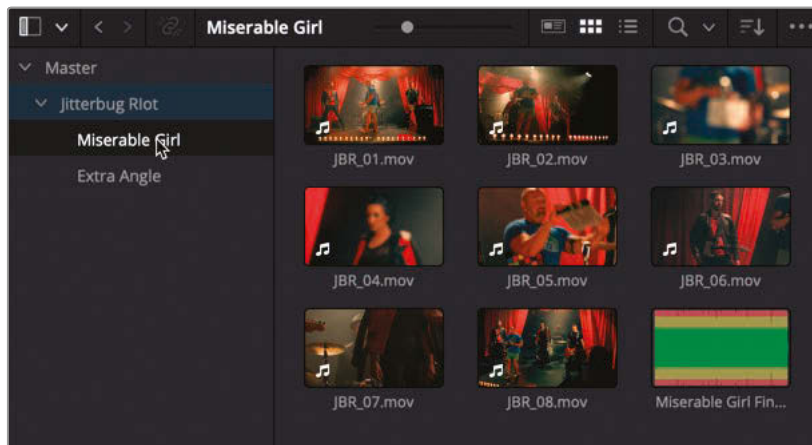 Miserable Girl
Master
Jitterbug RIot
Miserable Girl
Extra Angle
JBR_01.mov
JBR_02.mov
JBR_03.mov
JBR_04.mov
JBR_05.mov
JBR_06.mov
JBR_07.mov
JBR_08.mov
Miserable Girl Fin...